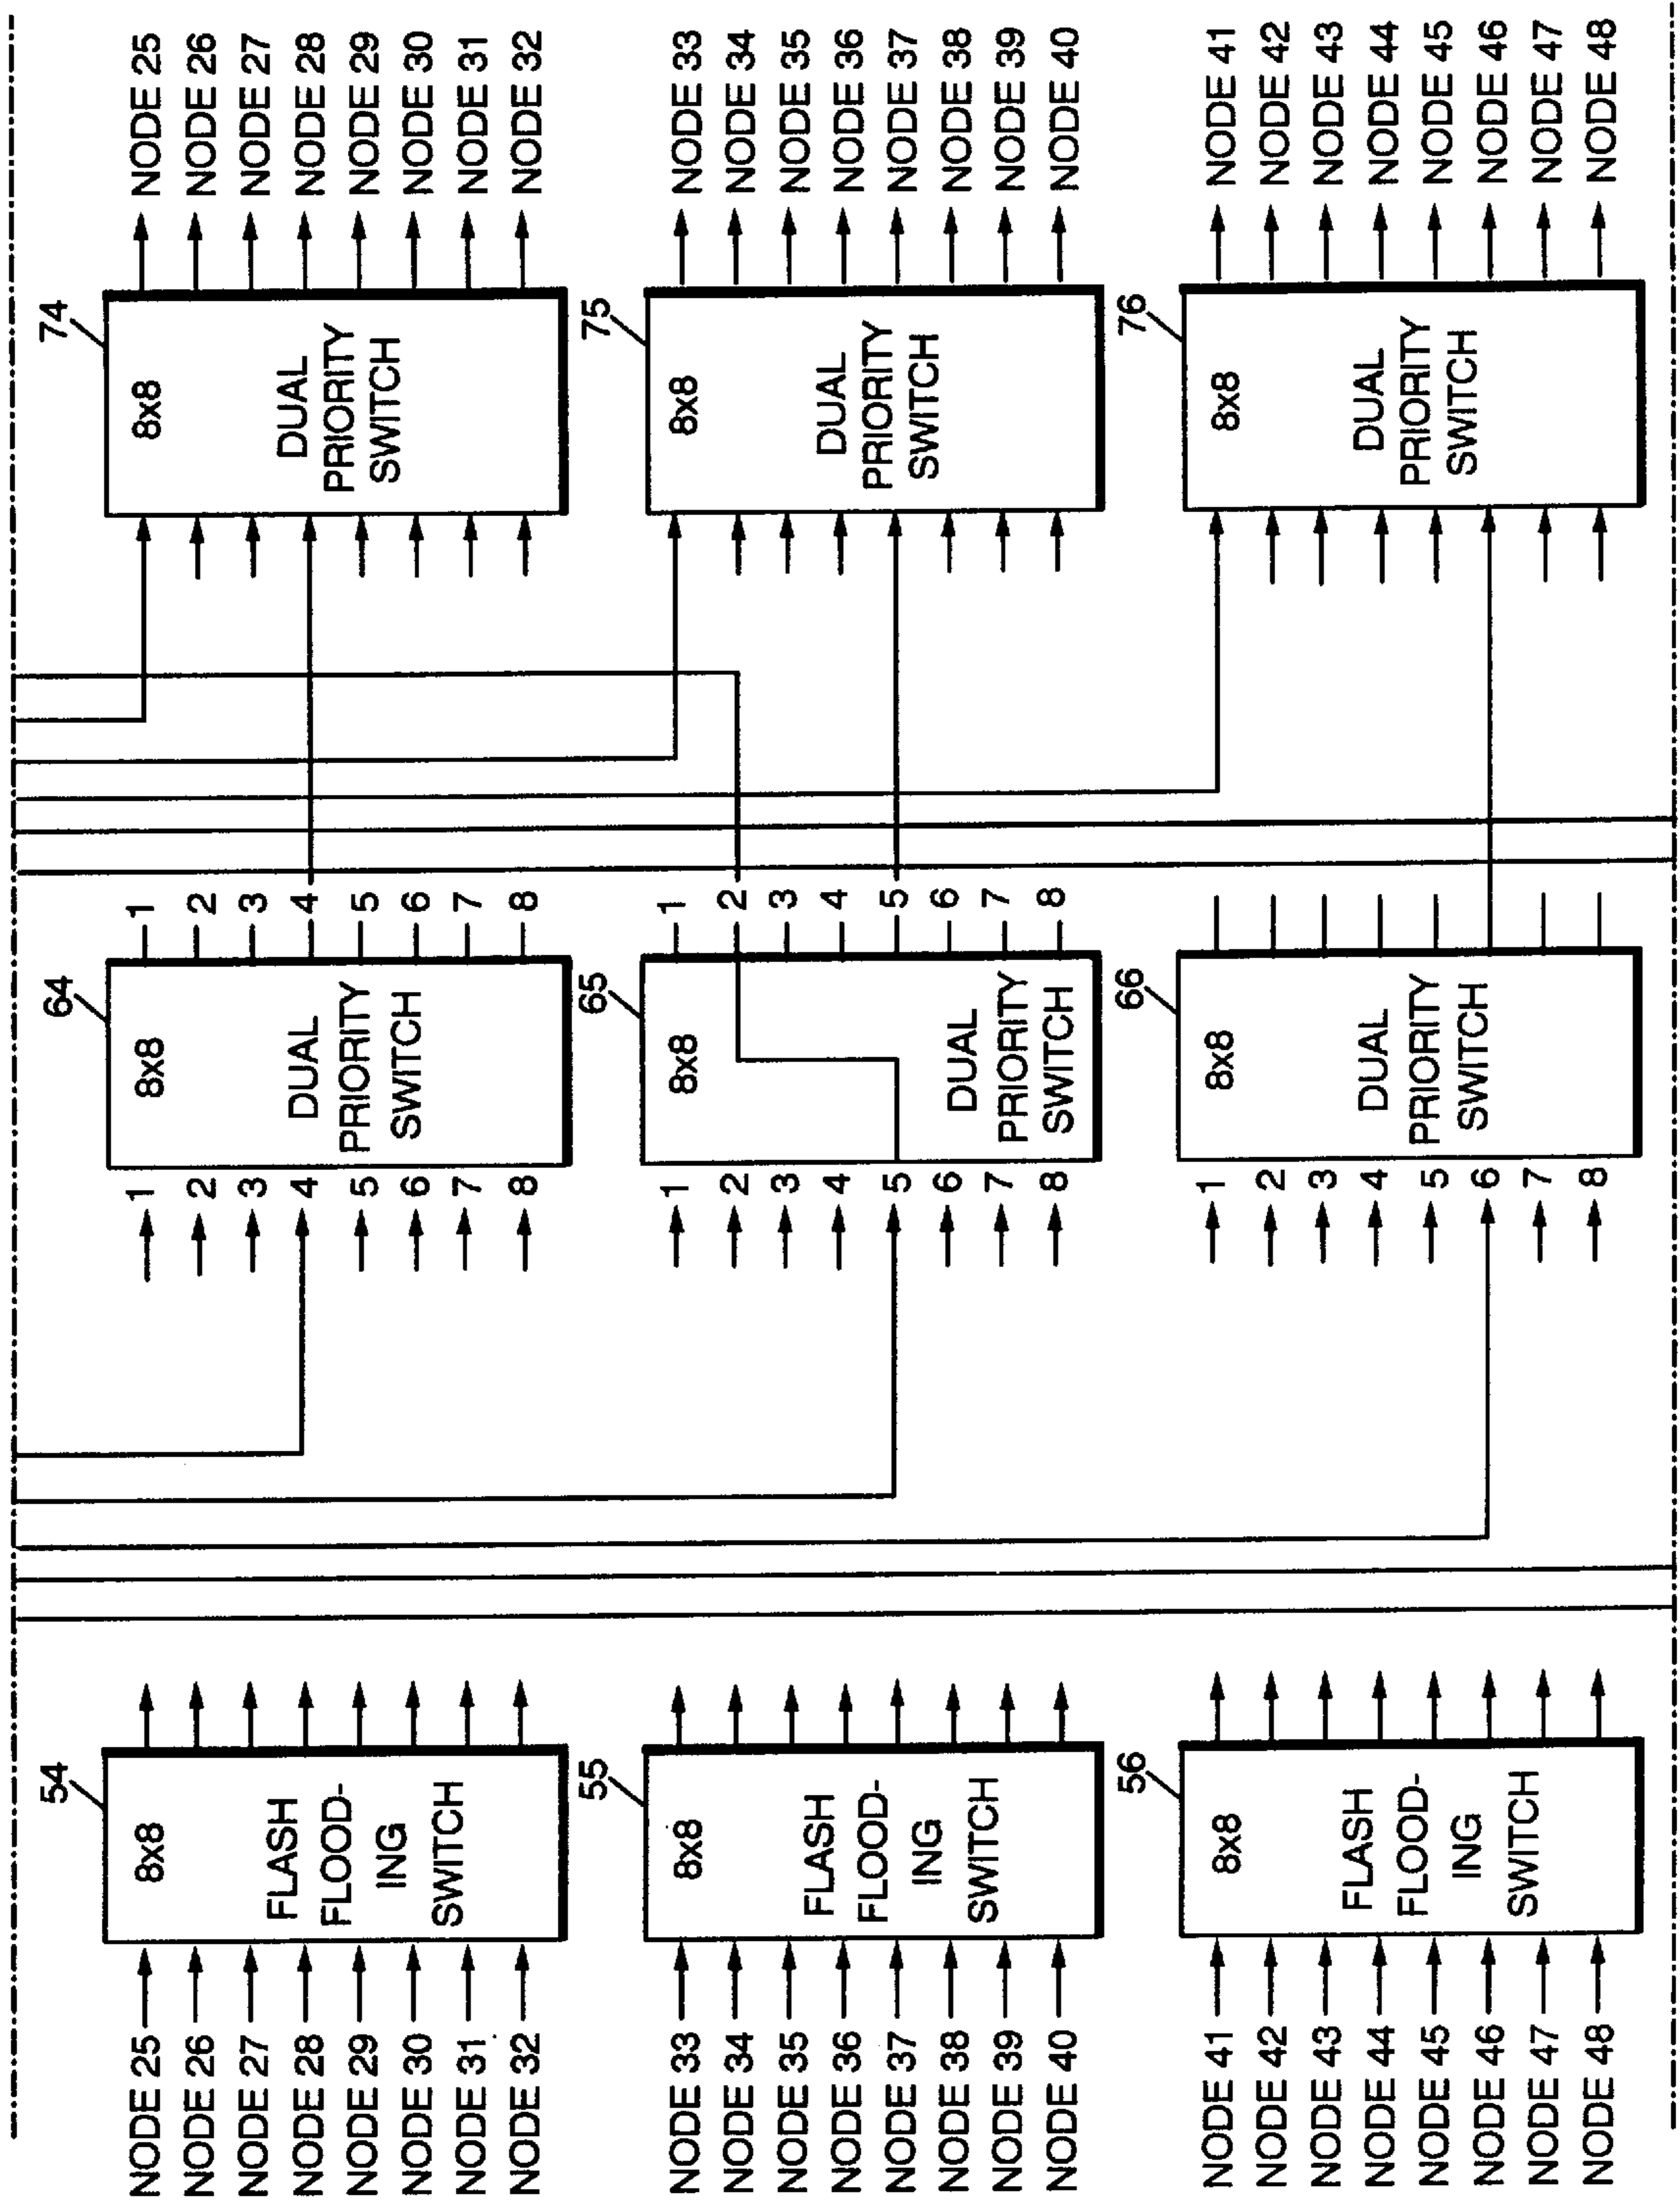 54
NODE 25
NODE 26
NODE 27
NODE 28
NODE 29
NODE 30
NODE 31
NODE 32
8x8
FLASH
FLOOD-
ING
SWITCH
64
1
2
3
4
5
6
7
8
8x8
DUAL
PRIORITY
SWITCH
1
2
3
4
5
6
7
8
74
8x8
DUAL
PRIORITY
SWITCH
NODE 25
NODE 26
NODE 27
NODE 28
NODE 29
NODE 30
NODE 31
NODE 32
55
NODE 33
NODE 34
NODE 35
NODE 36
NODE 37
NODE 38
NODE 39
NODE 40
8x8
FLASH
FLOOD-
ING
SWITCH
65
1
2
3
4
5
6
7
8
8x8
DUAL
PRIORITY
SWITCH
1
2
3
4
5
6
7
8
75
8x8
DUAL
PRIORITY
SWITCH
NODE 33
NODE 34
NODE 35
NODE 36
NODE 37
NODE 38
NODE 39
NODE 40
56
NODE 41
NODE 42
NODE 43
NODE 44
NODE 45
NODE 46
NODE 47
NODE 48
8x8
FLASH
FLOOD-
ING
SWITCH
66
1
2
3
4
5
6
7
8
8x8
DUAL
PRIORITY
SWITCH
76
8x8
DUAL
PRIORITY
SWITCH
NODE 41
NODE 42
NODE 43
NODE 44
NODE 45
NODE 46
NODE 47
NODE 48